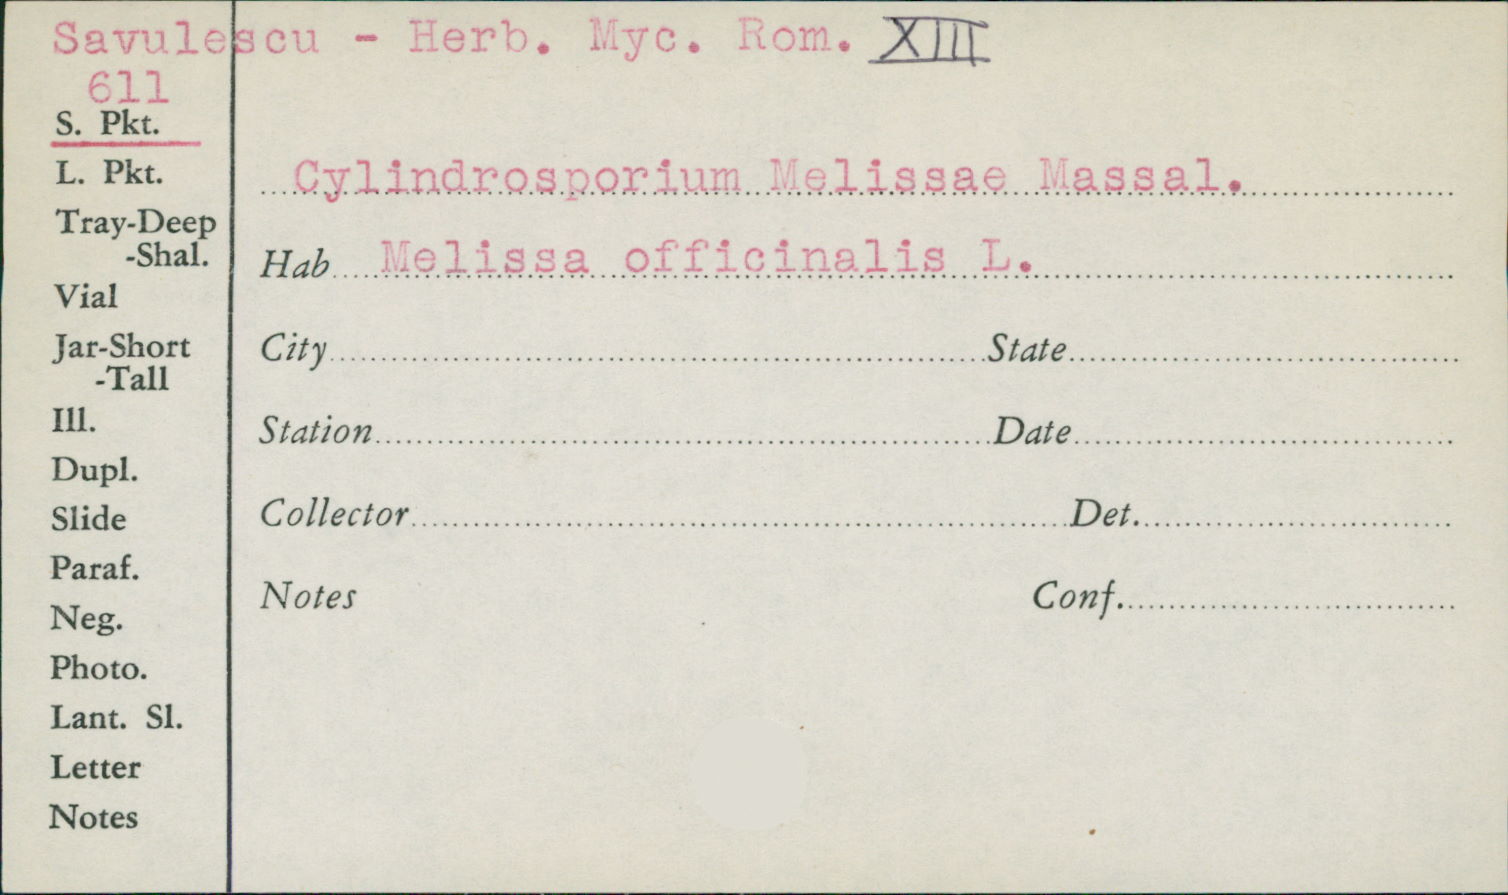 Savulescu - Herb. Myc. Rom. XIII
611
S. Pkt.
L. Pkt.
Tray-Deep
-Shal.
Vial
Jar-Short
-Tall
Ill.
Dupl.
Slide
Paraf.
Neg.
Photo.
Lant. Sl.
Letter
Notes
Cylindrosporium Melissae Massal.
Hab Melissa officinalis L.
City State
Station Date
Collector Det.
Notes Conf.